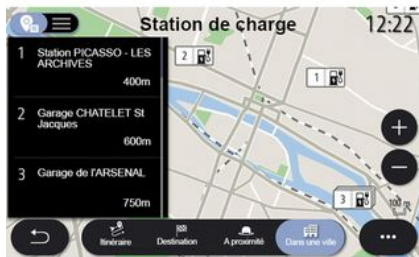 Station de charge
12:22
1 Station PICASSO - LES
ARCHIVES
400m
2 Garage CHATELET St
Jacques
600m
3 Garage de l'ARSENAL
750m
2
1
3
100 m
Itinéraire
Destination
A proximité
Dans une ville